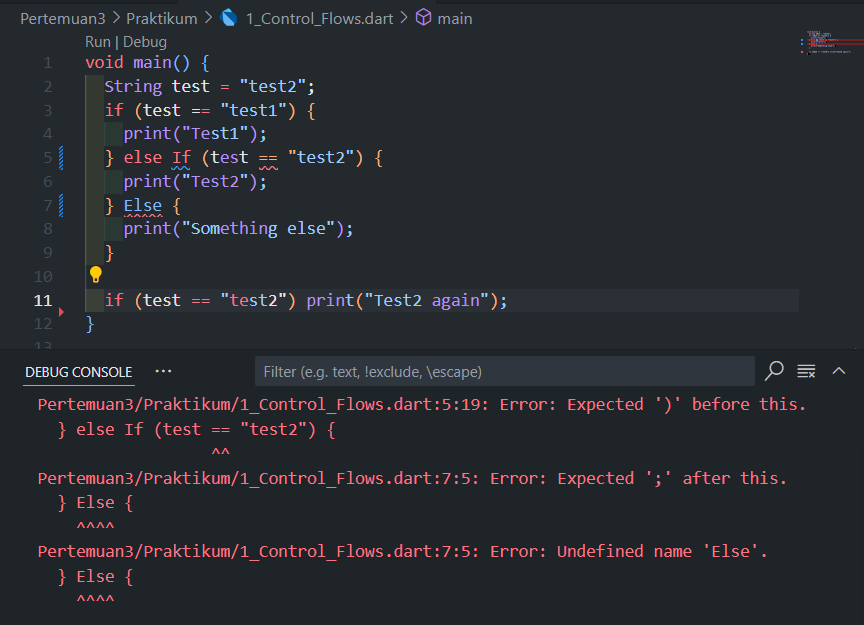 Pertemuan3 > Praktikum > 1_Control_Flows.dart > main
Run | Debug
1 void main() {
2   String test = "test2";
3   if (test == "test1") {
4     print("Test1");
5   } else If (test == "test2") {
6     print("Test2");
7   } Else {
8     print("Something else");
9   }
10
11   if (test == "test2") print("Test2 again");
12 }
13
DEBUG CONSOLE ··· Filter (e.g. text, !exclude, \escape)
Pertemuan3/Praktikum/1_Control_Flows.dart:5:19: Error: Expected ')' before this.
  } else If (test == "test2") {
                  ^^
Pertemuan3/Praktikum/1_Control_Flows.dart:7:5: Error: Expected ';' after this.
  } Else {
    ^^^^
Pertemuan3/Praktikum/1_Control_Flows.dart:7:5: Error: Undefined name 'Else'.
  } Else {
    ^^^^